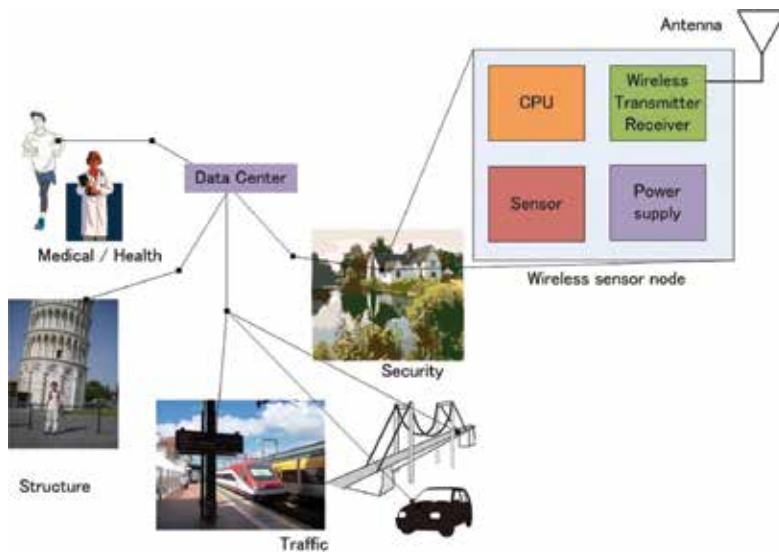 Antenna
CPU
Wireless
Transmitter
Receiver
Data Center
Sensor
Power
supply
Medical / Health
Wireless sensor node
Security
Structure
Traffic